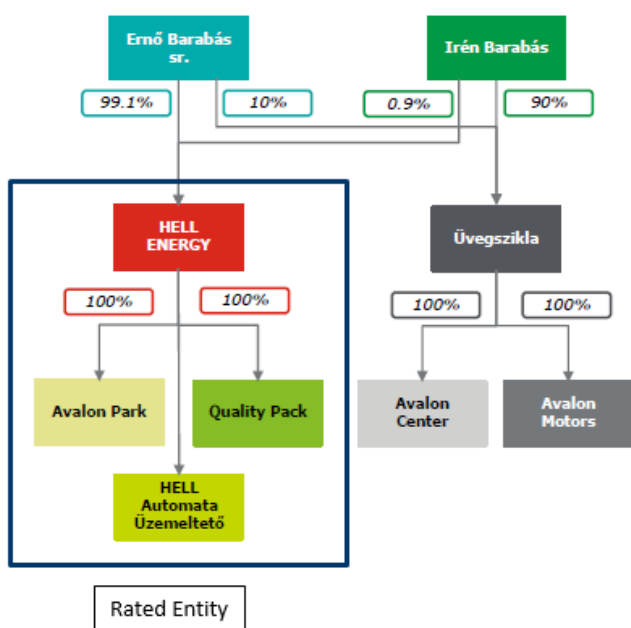 Ernő Barabás
sr.
Irén Barabás
99.1%
10%
0.9%
90%
HELL
ENERGY
Üvegszikla
100%
100%
100%
100%
Avalon Park
Quality Pack
Avalon
Center
Avalon
Motors
HELL
Automata
Üzemeltető
Rated Entity